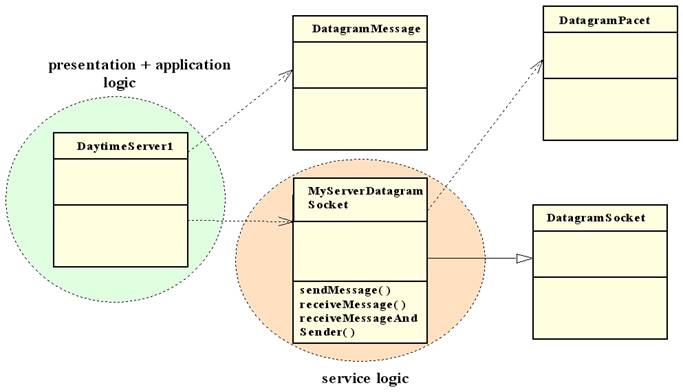 DatagramMessage
DatagramPacet
presentation + application
logic
DaytimeServer1
MyServerDatagram
Socket
DatagramSocket
sendMessage()
receiveMessage()
receiveMessageAnd
Sender()
service logic